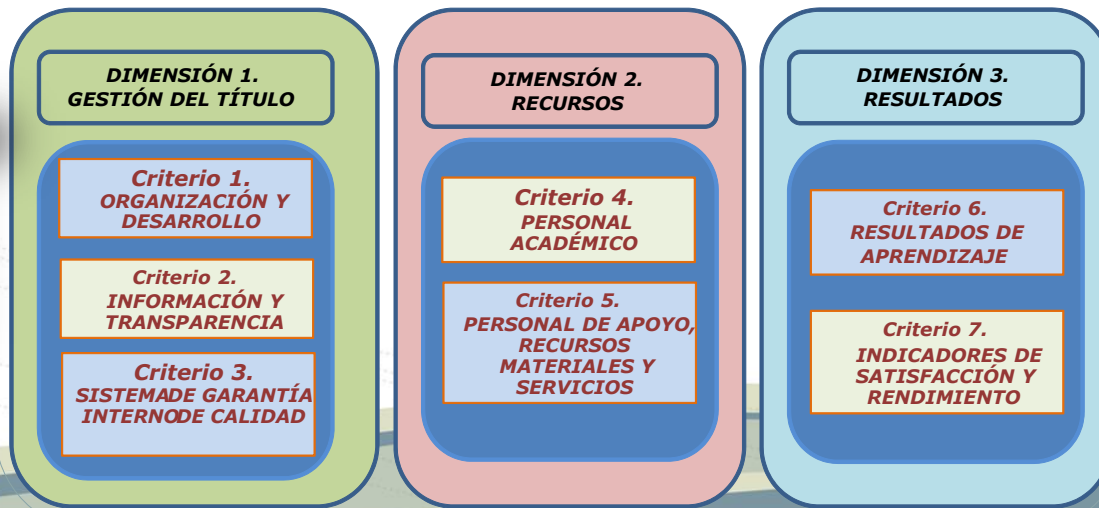 DIMENSIÓN 1.
GESTIÓN DEL TÍTULO
Criterio 1.
ORGANIZACIÓN Y
DESARROLLO
Criterio 2.
INFORMACIÓN Y
TRANSPARENCIA
Criterio 3.
SISTEMADE GARANTÍA
INTERNODE CALIDAD
DIMENSIÓN 2.
RECURSOS
Criterio 4.
PERSONAL
ACADÉMICO
Criterio 5.
PERSONAL DE APOYO,
RECURSOS
MATERIALES Y
SERVICIOS
DIMENSIÓN 3.
RESULTADOS
Criterio 6.
RESULTADOS DE
APRENDIZAJE
Criterio 7.
INDICADORES DE
SATISFACCIÓN Y
RENDIMIENTO